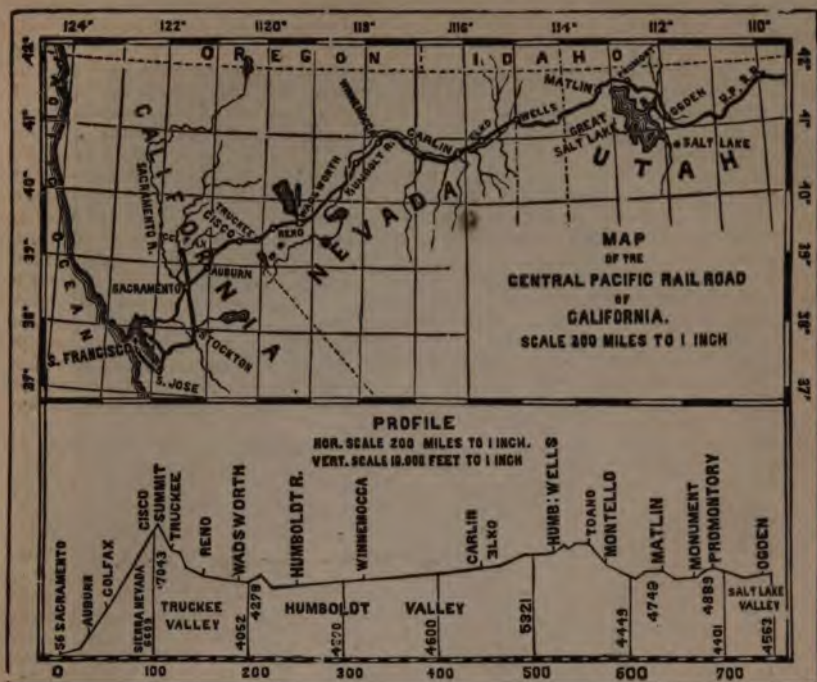 124° 122° 1120° 118° 116° 114° 112° 110°
42° OREGON IDAHO 42°
CALIFORNIA
MATLIN
OGDEN
U.P.R.R.
41° WINNEMUCCA CARLIN ELKO WELLS GREAT SALT LAKE SALT LAKE 41°
UTAH
40° SACRAMENTO R. TRUCKEE CISCO RENO WADSWORTH HUMBOLT R. NEVADA 40°
39° AUBURN 39°
SACRAMENTO
OCEAN
38° S. FRANCISCO STOCKTON 38°
S. JOSE
37° 37°
MAP
OF THE
CENTRAL PACIFIC RAIL ROAD
OF
CALIFORNIA.
SCALE 200 MILES TO 1 INCH
PROFILE
HOR. SCALE 200 MILES TO 1 INCH.
VERT. SCALE 10.000 FEET TO 1 INCH
56 SACRAMENTO AUBURN COLFAX CISCO SUMMIT TRUCKEE RENO WADSWORTH HUMBOLDT R. WINNEMOCCA CARLIN ELKO HUMB: WELLS TOANO MONTELLO MATLIN MONUMENT PROMONTORY OGDEN
SIERRA NEVADA 7043 4052 4278 4600 5321 4449 4749 4889 4401 4562
TRUCKEE VALLEY
HUMBOLDT VALLEY
SALT LAKE VALLEY
0 100 200 300 400 500 600 700